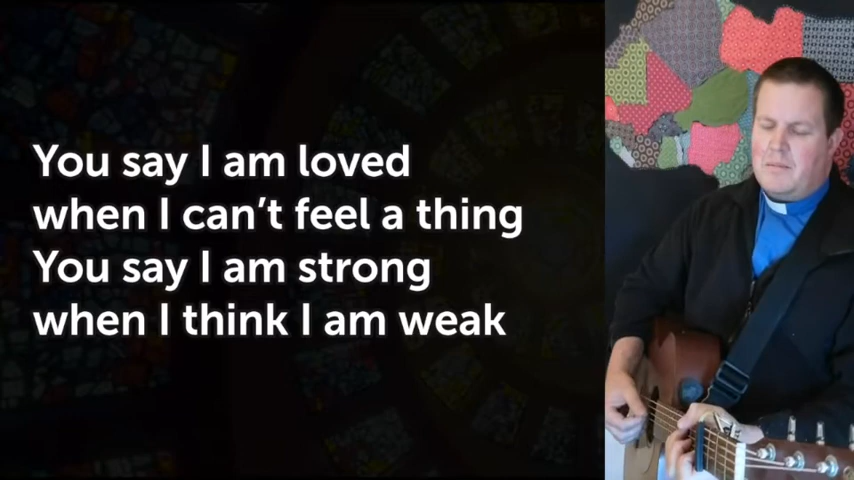 You say I am loved
when I can’t feel a thing
You say I am strong
when I think I am weak